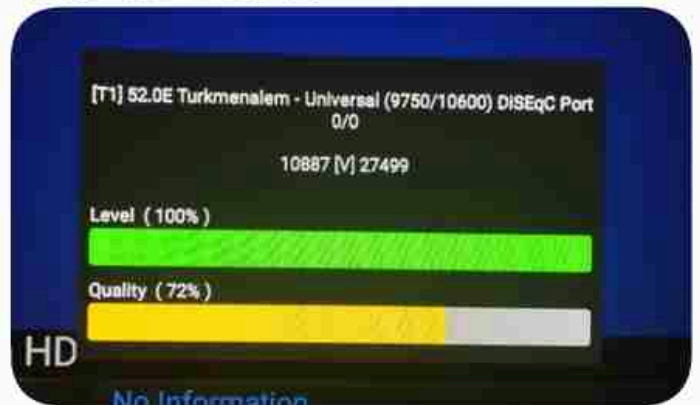 [T1] 52.0E Turkmenalem - Universal (9750/10600) DiSEqC Port
0/0
10887 [V] 27499
Level ( 100% )
Quality ( 72% )
HD
No Information